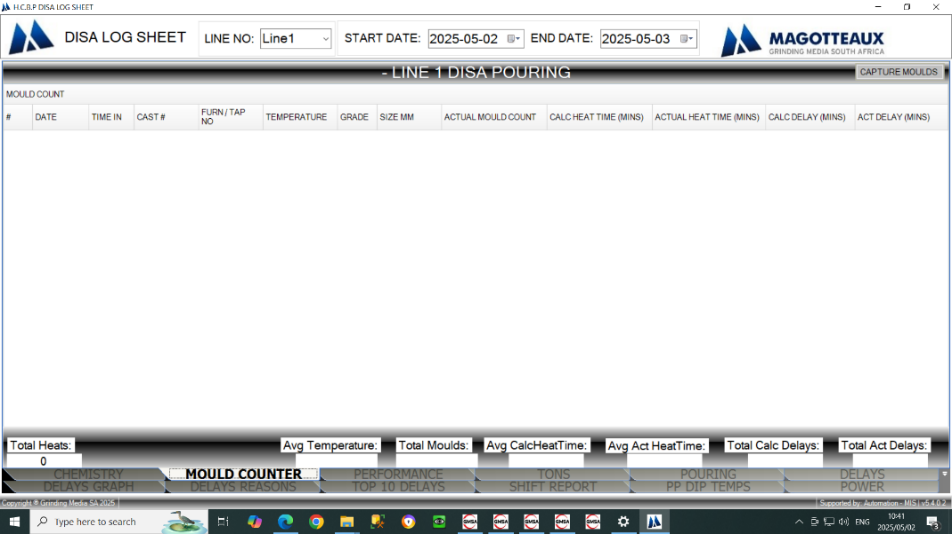 H.C.B.P DISA LOG SHEET
DISA LOG SHEET LINE NO: Line1 START DATE: 2025-05-02 END DATE: 2025-05-03 MAGOTTEAUX
GRINDING MEDIA SOUTH AFRICA
- LINE 1 DISA POURING CAPTURE MOULDS
MOULD COUNT
# DATE TIME IN CAST # FURN / TAP NO TEMPERATURE GRADE SIZE MM ACTUAL MOULD COUNT CALC HEAT TIME (MINS) ACTUAL HEAT TIME (MINS) CALC DELAY (MINS) ACT DELAY (MINS)
Total Heats: Avg Temperature: Total Moulds: Avg CalcHeatTime: Avg Act HeatTime: Total Calc Delays: Total Act Delays:
0
CHEMISTRY MOULD COUNTER PERFORMANCE TONS POURING DELAYS
DELAYS GRAPH DELAYS REASONS TOP 10 DELAYS SHIFT REPORT PP DIP TEMPS POWER
Copyright © Grinding Media SA 2025 Supported by: Automation - MIS | v5.4.0.2
Type here to search GMSA GMSA GMSA GMSA GMSA ENG 10:41
2025/05/02 3